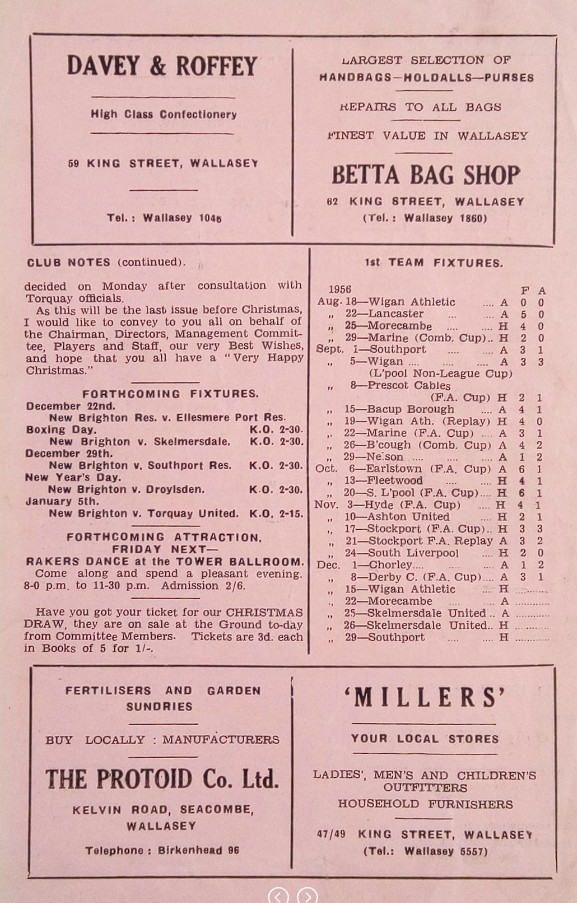 DAVEY & ROFFEY
High Class Confectionery
59 KING STREET, WALLASEY
Tel. : Wallasey 1046
LARGEST SELECTION OF
HANDBAGS—HOLDALLS—PURSES
REPAIRS TO ALL BAGS
FINEST VALUE IN WALLASEY
BETTA BAG SHOP
62 KING STREET, WALLASEY
(Tel. : Wallasey 1860)
CLUB NOTES (continued).
decided on Monday after consultation with
Torquay officials.
As this will be the last issue before Christmas,
I would like to convey to you all on behalf of
the Chairman, Directors, Management Commit-
tee, Players and Staff, our very Best Wishes,
and hope that you all have a "Very Happy
Christmas."
FORTHCOMING FIXTURES.
December 22nd.
New Brighton Res. v. Ellesmere Port Res.
Boxing Day. K.O. 2-30.
New Brighton v. Skelmersdale. K.O. 2-30.
December 29th.
New Brighton v. Southport Res. K.O. 2-30.
New Year's Day.
New Brighton v. Droylsden. K.O. 2-30.
January 5th.
New Brighton v. Torquay United. K.O. 2-15.
FORTHCOMING ATTRACTION.
FRIDAY NEXT—
RAKERS DANCE at the TOWER BALLROOM.
Come along and spend a pleasant evening.
8-0 p.m. to 11-30 p.m. Admission 2/6.
Have you got your ticket for our CHRISTMAS
DRAW, they are on sale at the Ground to-day
from Committee Members. Tickets are 3d. each
in Books of 5 for 1/-.
1st TEAM FIXTURES.
1956 F A
Aug. 18—Wigan Athletic .... A 0 0
„ 22—Lancaster .... A 5 0
„ 25—Morecambe .... H 4 0
„ 29—Marine (Comb. Cup).. H 2 0
Sept. 1—Southport .... A 3 1
„ 5—Wigan .... .... A 3 3
(L'pool Non-League Cup)
„ 8—Prescot Cables
(F.A. Cup) H 2 1
„ 15—Bacup Borough .... A 4 1
„ 19—Wigan Ath. (Replay) H 4 0
„ 22—Marine (F.A. Cup) .... A 3 1
„ 26—B'cough (Comb. Cup) A 4 2
„ 29—Nelson .... .... A 1 2
Oct. 6—Earlstown (F.A. Cup) A 6 1
„ 13—Fleetwood .... H 4 1
„ 20—S. L'pool (F.A. Cup).... H 6 1
Nov. 3—Hyde (F.A. Cup) .... H 4 1
„ 10—Ashton United .... H 2 1
„ 17—Stockport (F.A. Cup).. H 3 3
„ 21—Stockport F.A. Replay A 3 2
„ 24—South Liverpool .... H 2 0
Dec. 1—Chorley.... .... A 1 2
„ 8—Derby C. (F.A. Cup).... A 3 1
„ 15—Wigan Athletic .... H ............
„ 22—Morecambe .... A ............
„ 25—Skelmersdale United .. A ............
„ 26—Skelmersdale United.. H ............
„ 29—Southport .... .... H ............
FERTILISERS AND GARDEN
SUNDRIES
BUY LOCALLY : MANUFACTURERS
THE PROTOID Co. Ltd.
KELVIN ROAD, SEACOMBE,
WALLASEY
Telephone : Birkenhead 96
'MILLERS'
YOUR LOCAL STORES
LADIES', MEN'S AND CHILDREN'S
OUTFITTERS
HOUSEHOLD FURNISHERS
47/49 KING STREET, WALLASEY
(Tel.: Wallasey 5557)